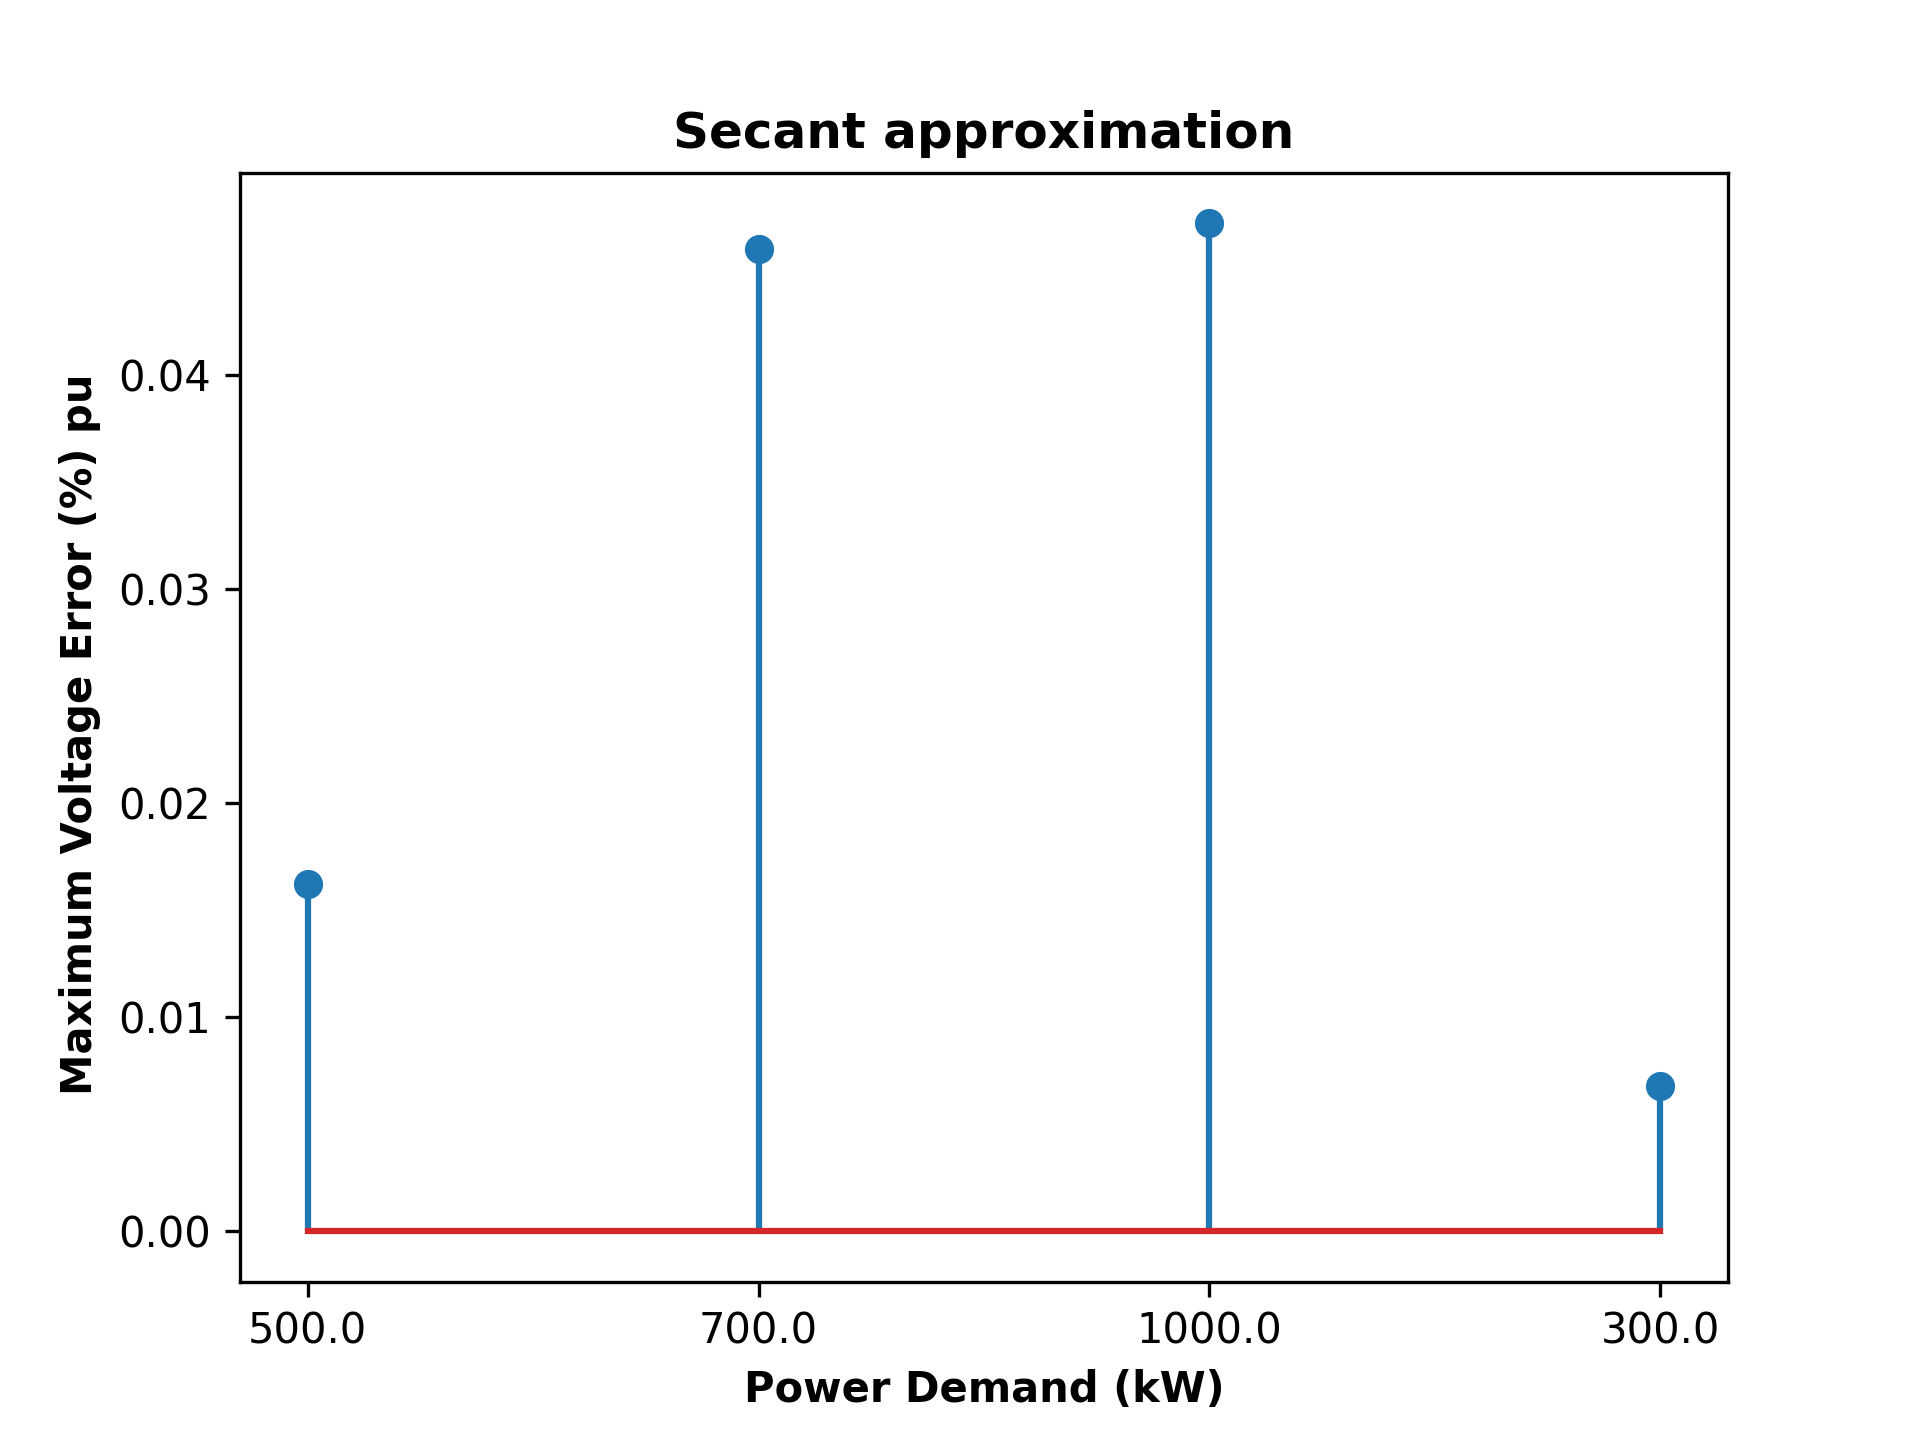 Secant approximation
Maximum Voltage Error (%) pu
0.04
0.03
0.02
0.01
0.00
500.0 700.0 1000.0 300.0
Power Demand (kW)